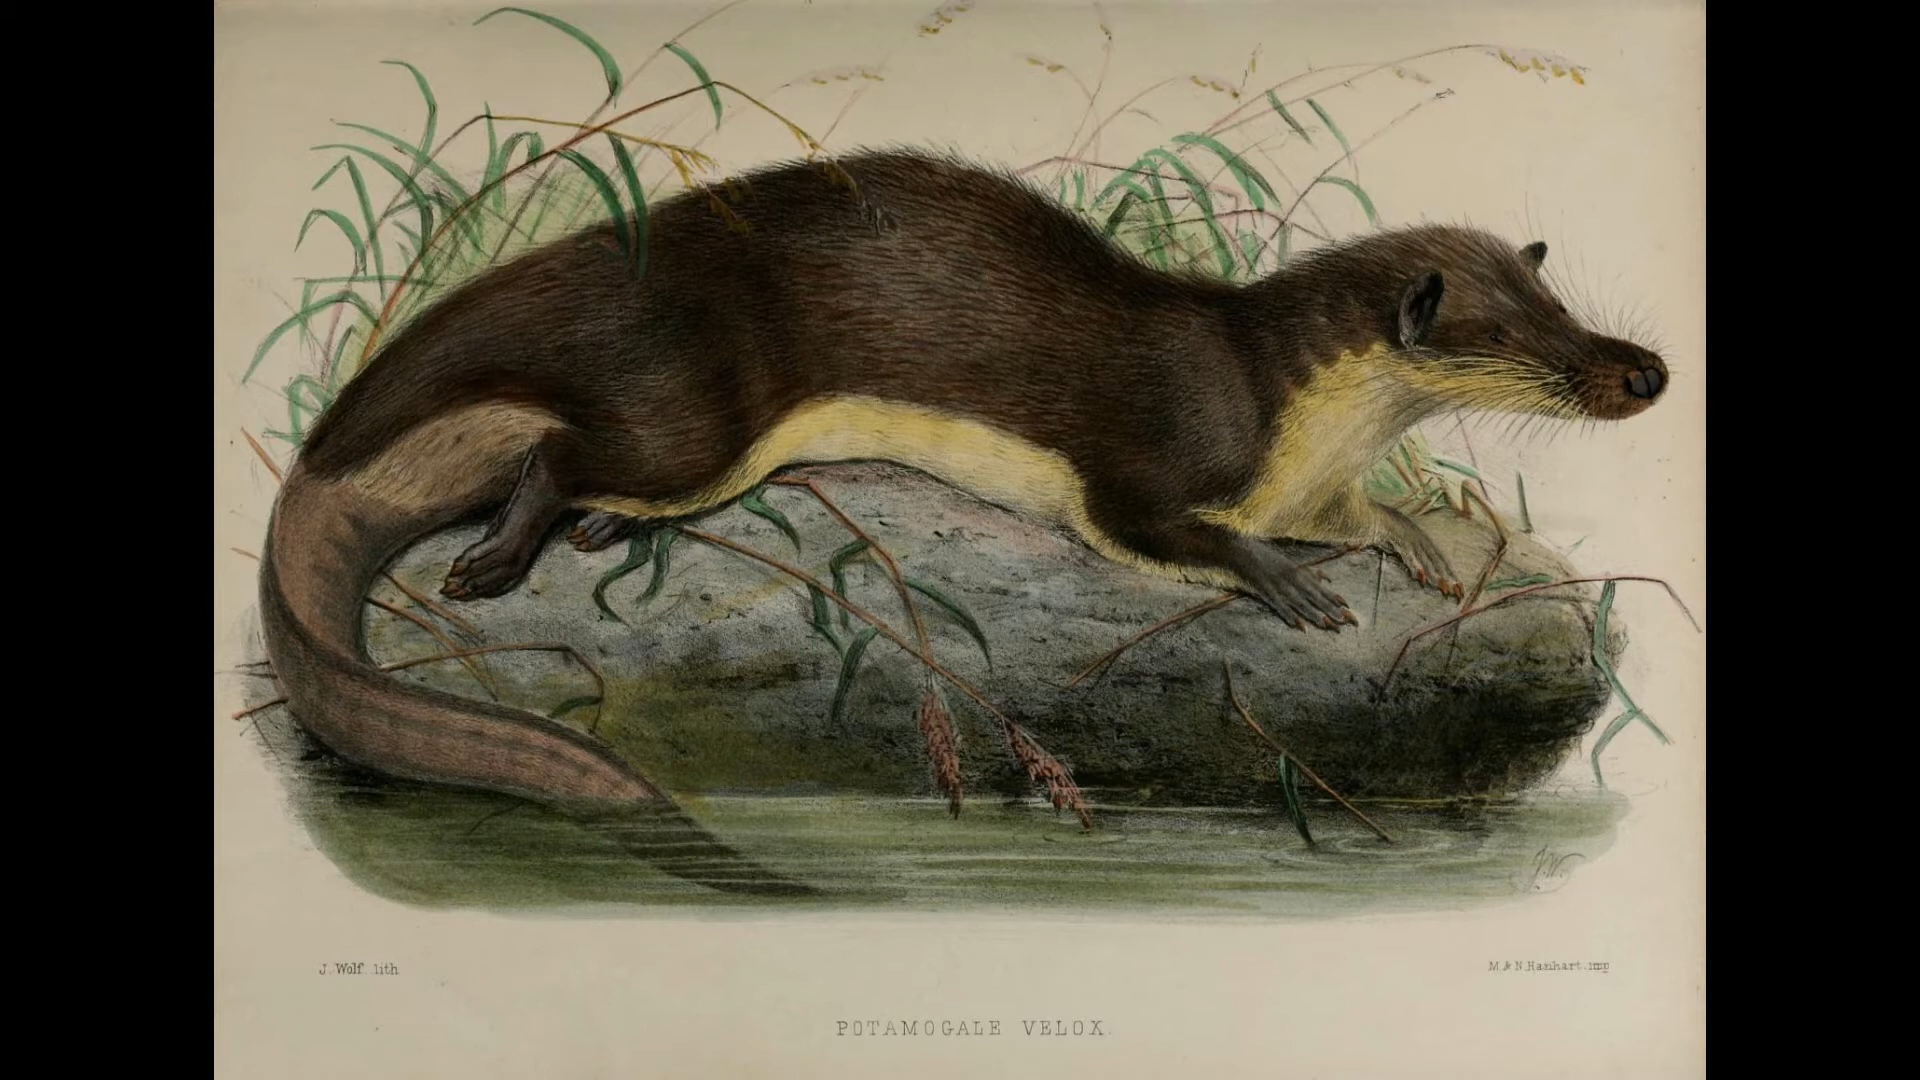 J.W.
J. Wolf. lith
M. & N. Hanhart. imp
POTAMOGALE VELOX.